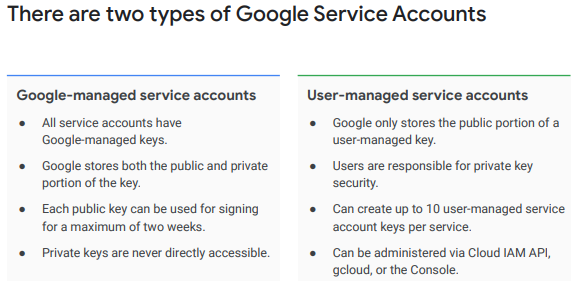 There are two types of Google Service Accounts
Google-managed service accounts
● All service accounts have
Google-managed keys.
● Google stores both the public and private
portion of the key.
● Each public key can be used for signing
for a maximum of two weeks.
● Private keys are never directly accessible.
User-managed service accounts
● Google only stores the public portion of a
user-managed key.
● Users are responsible for private key
security.
● Can create up to 10 user-managed service
account keys per service.
● Can be administered via Cloud IAM API,
gcloud, or the Console.